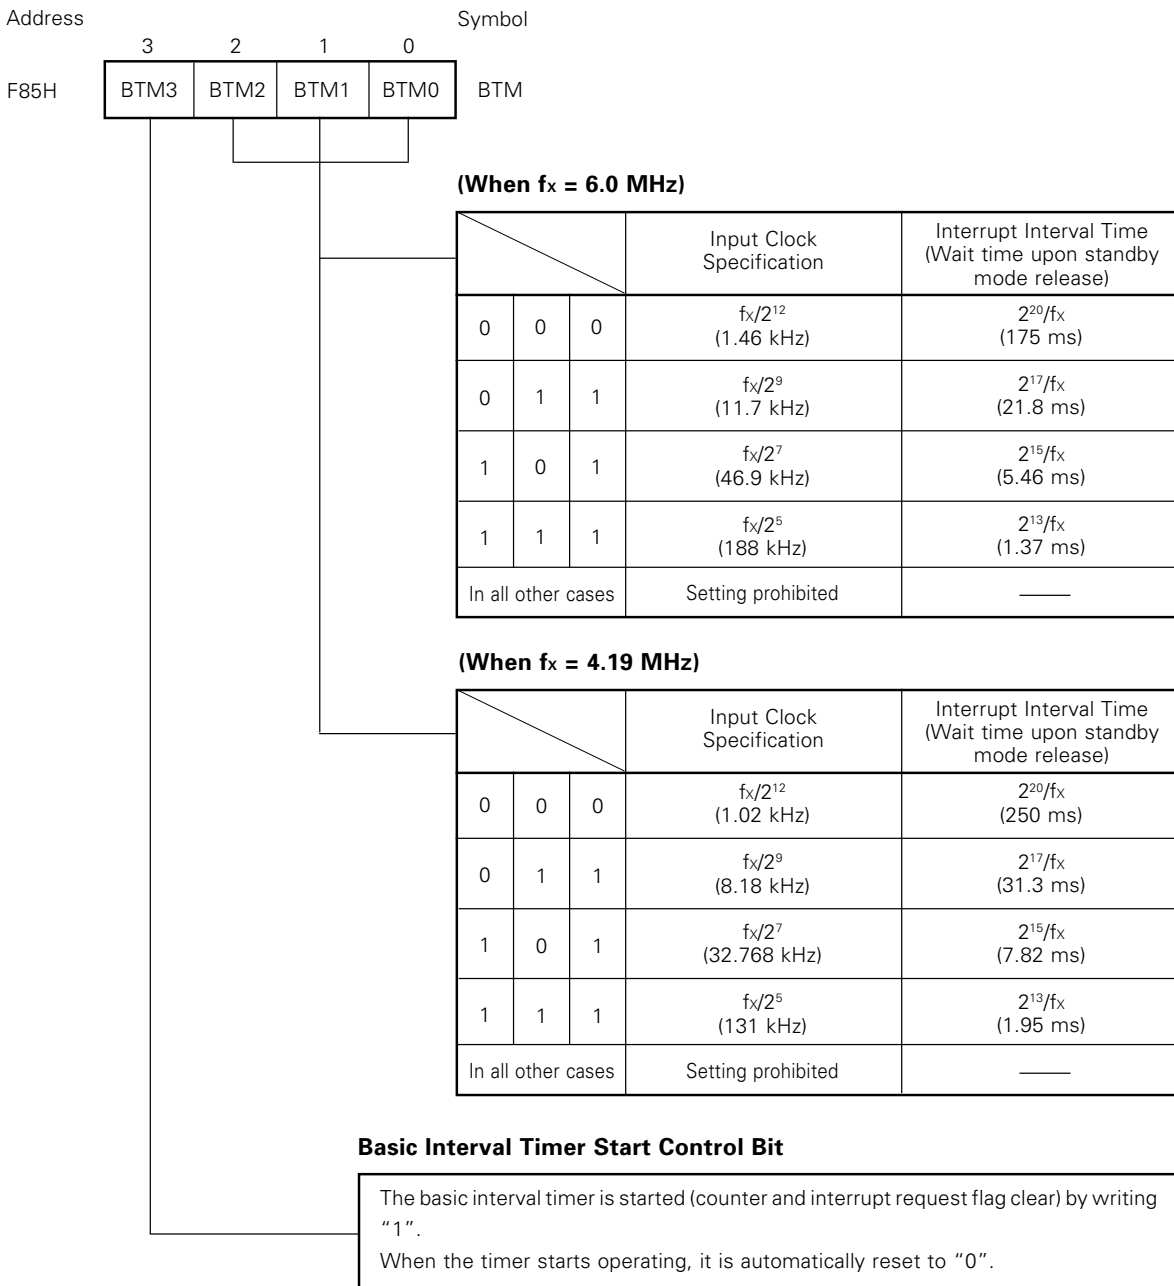 Address Symbol
3 2 1 0
F85H BTM3 BTM2 BTM1 BTM0 BTM
(When fx = 6.0 MHz)
Input Clock
Specification
Interrupt Interval Time
(Wait time upon standby
mode release)
0 0 0 fx/2¹² 2²⁰/fx
(1.46 kHz) (175 ms)
0 1 1 fx/2⁹ 2¹⁷/fx
(11.7 kHz) (21.8 ms)
1 0 1 fx/2⁷ 2¹⁵/fx
(46.9 kHz) (5.46 ms)
1 1 1 fx/2⁵ 2¹³/fx
(188 kHz) (1.37 ms)
In all other cases Setting prohibited ——
(When fx = 4.19 MHz)
Input Clock
Specification
Interrupt Interval Time
(Wait time upon standby
mode release)
0 0 0 fx/2¹² 2²⁰/fx
(1.02 kHz) (250 ms)
0 1 1 fx/2⁹ 2¹⁷/fx
(8.18 kHz) (31.3 ms)
1 0 1 fx/2⁷ 2¹⁵/fx
(32.768 kHz) (7.82 ms)
1 1 1 fx/2⁵ 2¹³/fx
(131 kHz) (1.95 ms)
In all other cases Setting prohibited ——
Basic Interval Timer Start Control Bit
The basic interval timer is started (counter and interrupt request flag clear) by writing
“1”.
When the timer starts operating, it is automatically reset to “0”.